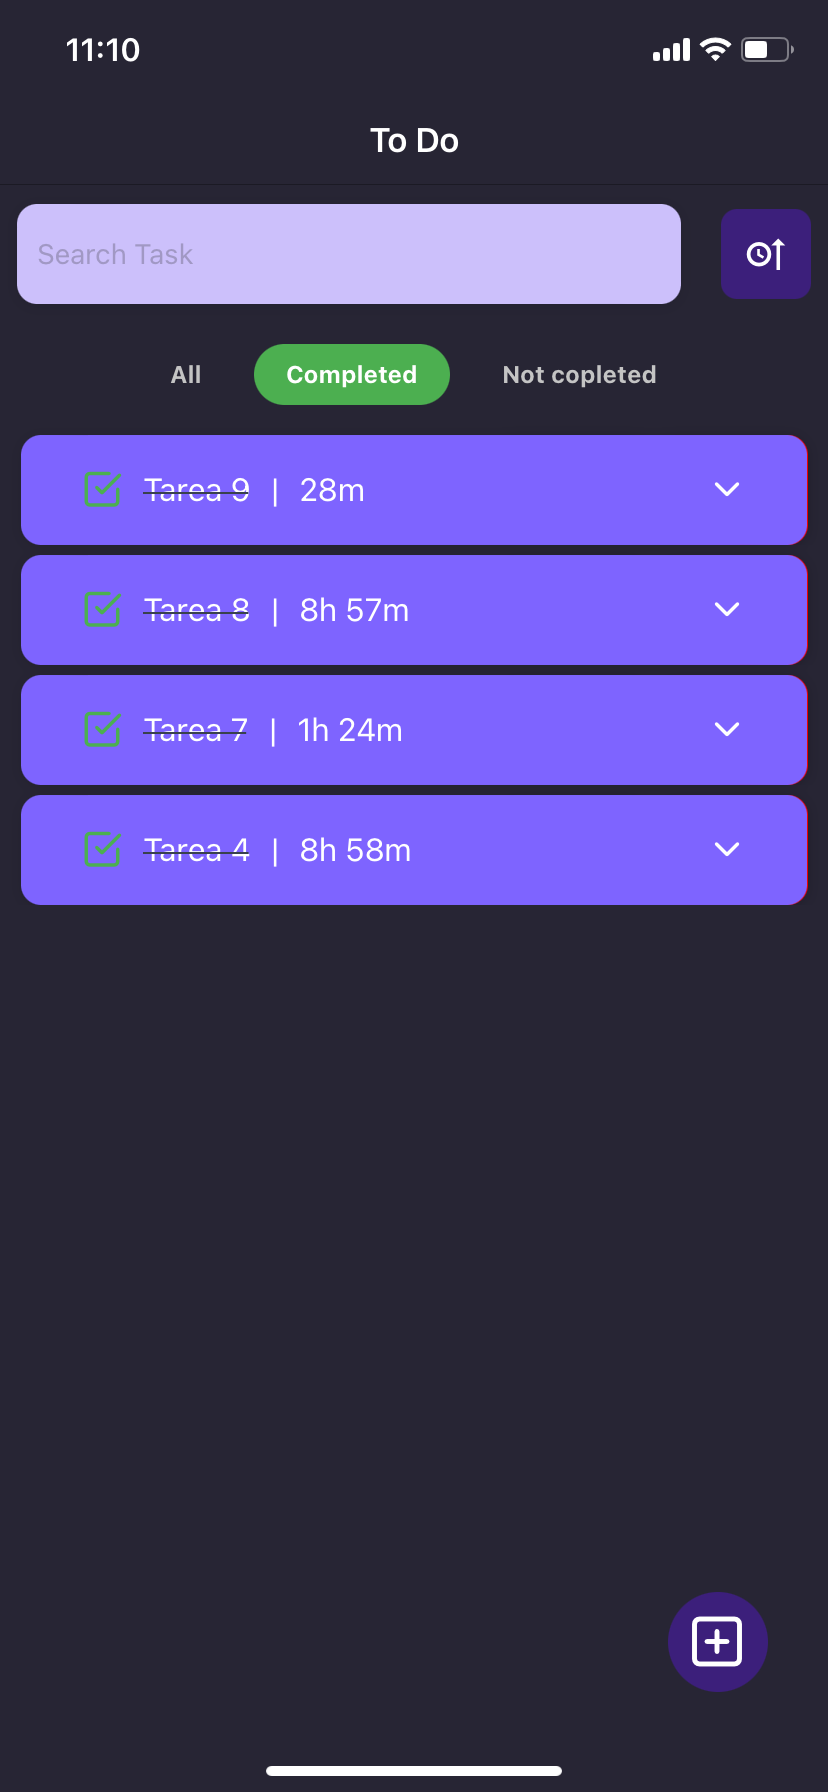 11:10
To Do
Search Task
All Completed Not copleted
Tarea 9 | 28m
Tarea 8 | 8h 57m
Tarea 7 | 1h 24m
Tarea 4 | 8h 58m